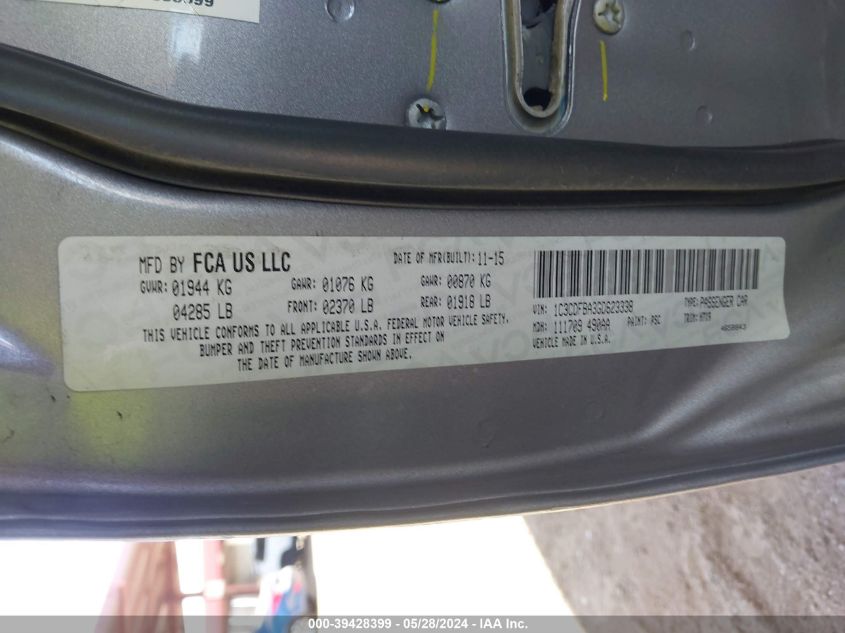 MFD BY FCA US LLC
DATE OF MFR(BUILT): 11-15
GVWR: 01944 KG GAWR: 01076 KG GAWR: 00870 KG
04285 LB FRONT: 02370 LB REAR: 01918 LB
THIS VEHICLE CONFORMS TO ALL APPLICABLE U.S.A. FEDERAL MOTOR VEHICLE SAFETY,
BUMPER AND THEFT PREVENTION STANDARDS IN EFFECT ON
THE DATE OF MANUFACTURE SHOWN ABOVE.
VIN: 1C3CDFBA3GD623338 TYPE: PASSENGER CAR
MDH: 111709 490AA PAINT: PSC
VEHICLE MADE IN U.S.A.
000-39428399 - 05/28/2024 - IAA Inc.